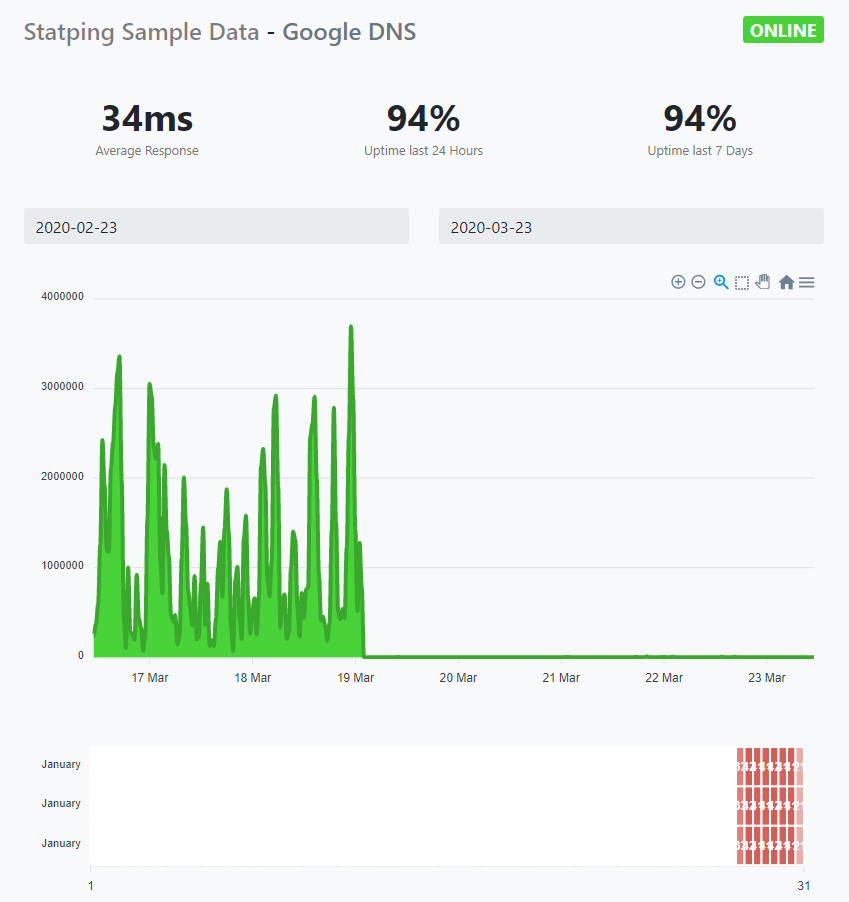 Statping Sample Data - Google DNS
ONLINE
34ms
94%
94%
Average Response
Uptime last 24 Hours
Uptime last 7 Days
2020-02-23
2020-03-23
4000000
3000000
2000000
1000000
0
17 Mar
18 Mar
19 Mar
20 Mar
21 Mar
22 Mar
23 Mar
January
January
January
1
31